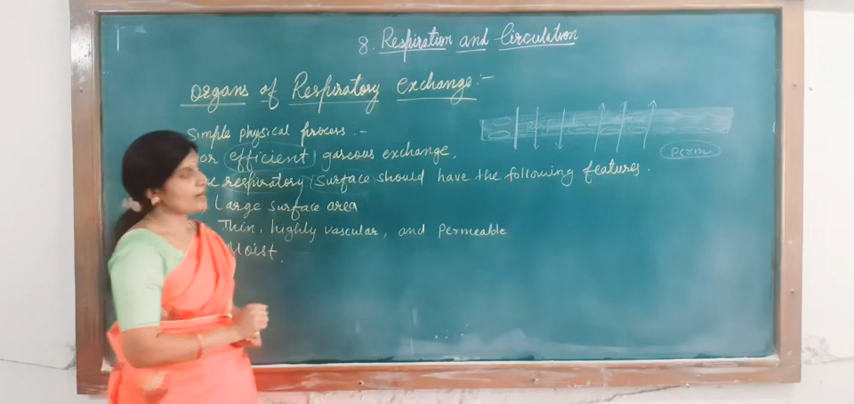 8. Respiration and Circulation
Organs of Respiratory Exchange :-
Simple physical process :-
or efficient gaseous exchange.
respiratory surface should have the following features.
Large surface area
Thin, highly vascular, and permeable
Moist.